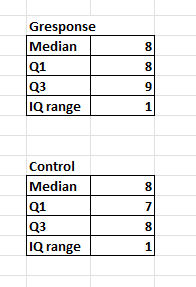 Gresponse
Median 8
Q1 8
Q3 9
IQ range 1
Control
Median 8
Q1 7
Q3 8
IQ range 1